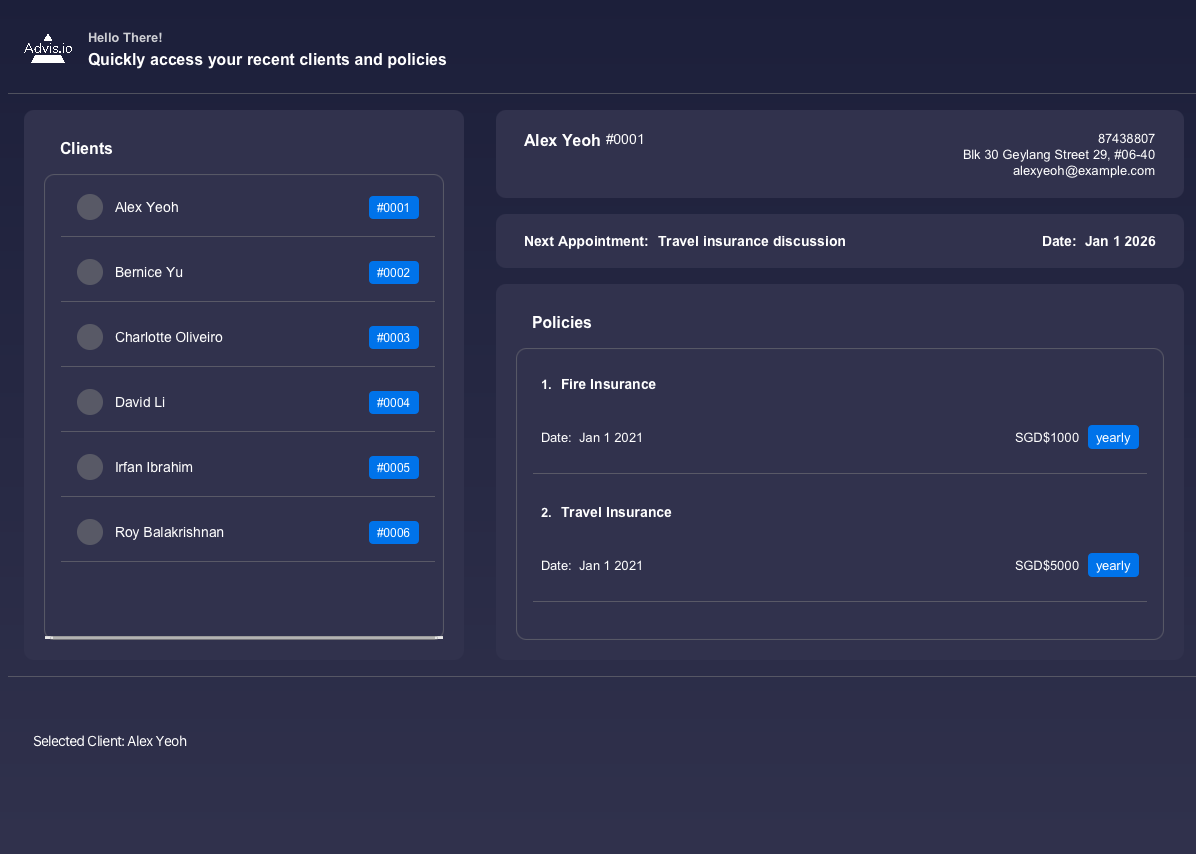 Advis.io
Hello There!
Quickly access your recent clients and policies
Clients
Alex Yeoh #0001
Bernice Yu #0002
Charlotte Oliveiro #0003
David Li #0004
Irfan Ibrahim #0005
Roy Balakrishnan #0006
Alex Yeoh #0001
87438807
Blk 30 Geylang Street 29, #06-40
alexyeoh@example.com
Next Appointment: Travel insurance discussion Date: Jan 1 2026
Policies
1. Fire Insurance
Date: Jan 1 2021 SGD$1000 yearly
2. Travel Insurance
Date: Jan 1 2021 SGD$5000 yearly
Selected Client: Alex Yeoh